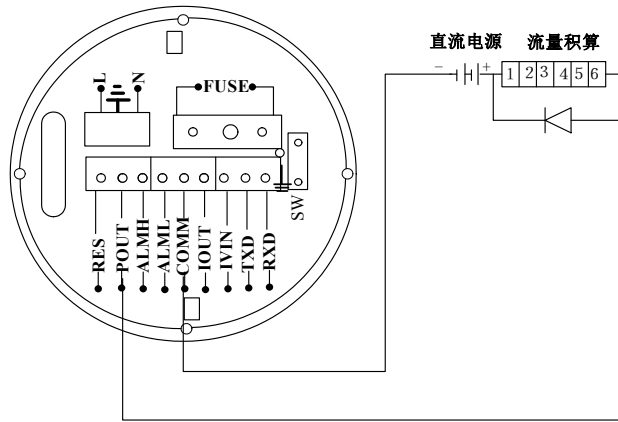 直流电源 流量积算
－ ＋ 1 2 3 4 5 6
L N
FUSE
SW
RES POUT ALMH ALML COMM IOUT IVIN TXD RXD